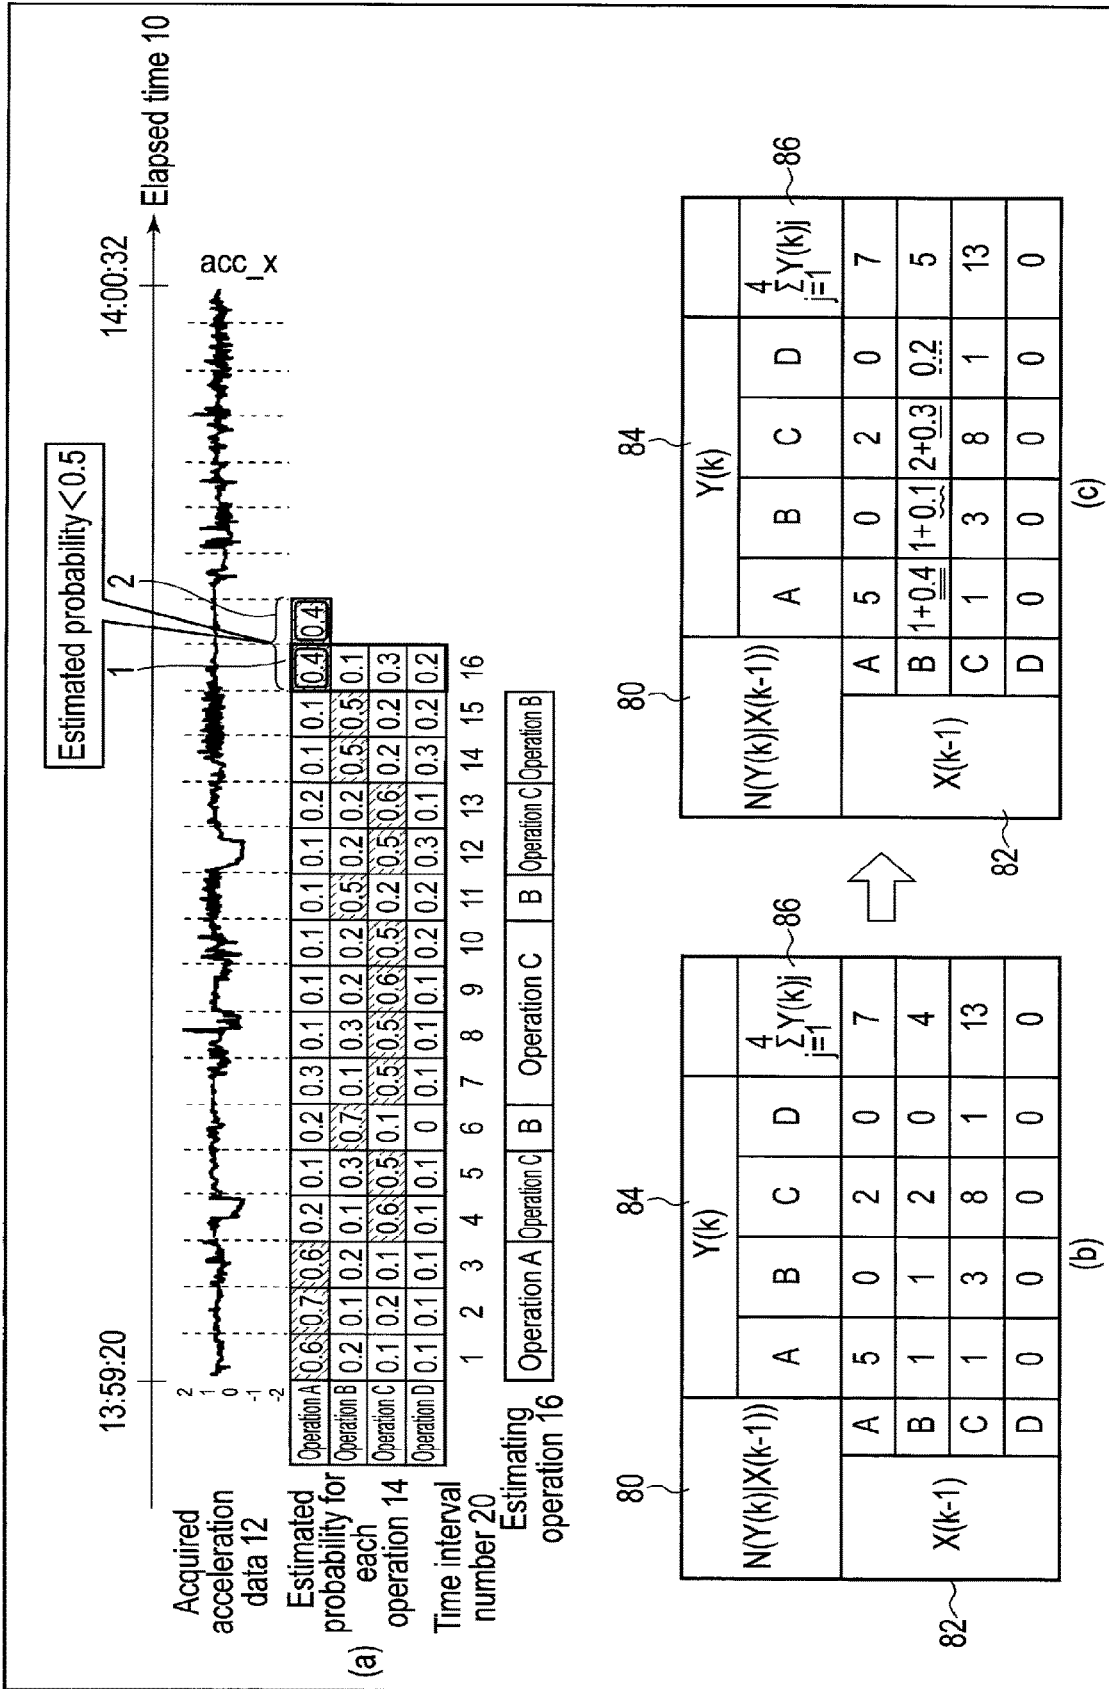 13:59:20
14:00:32
Elapsed time 10
Estimated probability<0.5
1
2
acc_x
Acquired
acceleration
data 12
2
1
0
-1
-2
Estimated
probability for
each
operation 14
Operation A 0.6 0.7 0.6 0.2 0.1 0.2 0.3 0.1 0.1 0.1 0.1 0.1 0.2 0.1 0.1 0.4 0.4
Operation B 0.2 0.1 0.2 0.1 0.3 0.7 0.1 0.3 0.2 0.2 0.5 0.2 0.2 0.5 0.5 0.1
Operation C 0.1 0.2 0.1 0.6 0.5 0.1 0.5 0.5 0.6 0.5 0.2 0.5 0.6 0.2 0.2 0.3
Operation D 0.1 0.1 0.1 0.1 0.1 0 0.1 0.1 0.1 0.2 0.2 0.3 0.1 0.3 0.2 0.2
Time interval
number 20
1 2 3 4 5 6 7 8 9 10 11 12 13 14 15 16
Estimating
operation 16
Operation A Operation C B Operation C B Operation C Operation B
(a)
80
84
86
82
N(Y(k)|X(k-1)) Y(k)
A B C D 4 Σ j=1 Y(k)j
X(k-1)
A 5 0 2 0 7
B 1 1 2 0 4
C 1 3 8 1 13
D 0 0 0 0 0
(b)
80
84
86
82
N(Y(k)|X(k-1)) Y(k)
A B C D 4 Σ j=1 Y(k)j
X(k-1)
A 5 0 2 0 7
B 1+0.4 1+0.1 2+0.3 0.2 5
C 1 3 8 1 13
D 0 0 0 0 0
(c)